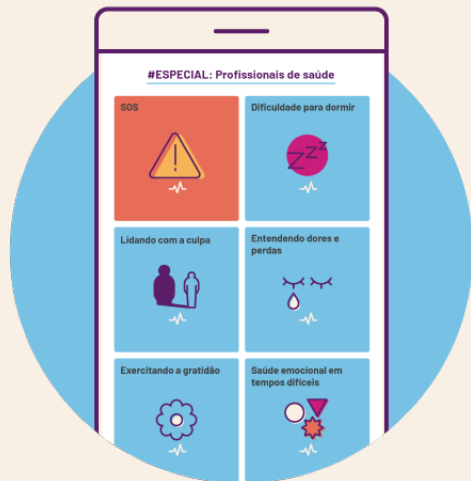 #ESPECIAL: Profissionais de saúde
SOS
Dificuldade para dormir
zzz
Lidando com a culpa
Entendendo dores e
perdas
Exercitando a gratidão
Saúde emocional em
tempos difíceis